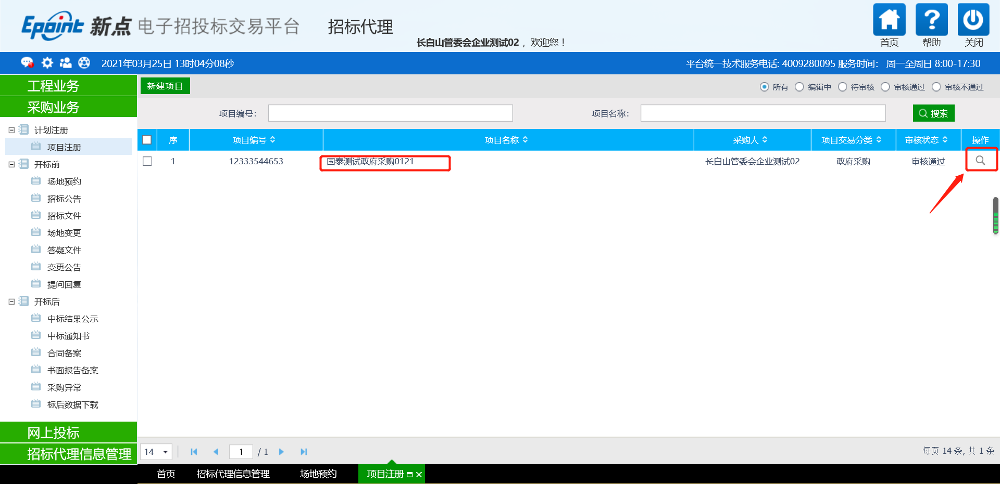 Epoint 新点 电子招投标交易平台 招标代理
长白山管委会企业测试02 ，欢迎您！
首页 帮助 关闭
2021年03月25日 13时04分08秒 平台统一技术服务电话: 4009280095 服务时间： 周一至周日 8:00-17:30
工程业务
采购业务
计划注册
项目注册
开标前
场地预约
招标公告
招标文件
场地变更
答疑文件
变更公告
提问回复
开标后
中标结果公示
中标通知书
合同备案
书面报告备案
采购异常
标后数据下载
网上投标
招标代理信息管理
新建项目 所有 编辑中 待审核 审核通过 审核不通过
项目编号： 项目名称： 搜索
序 项目编号 项目名称 采购人 项目交易分类 审核状态 操作
1 12333544653 国泰测试政府采购0121 长白山管委会企业测试02 政府采购 审核通过
14 1 / 1 每页 14 条, 共 1 条
首页 招标代理信息管理 场地预约 项目注册